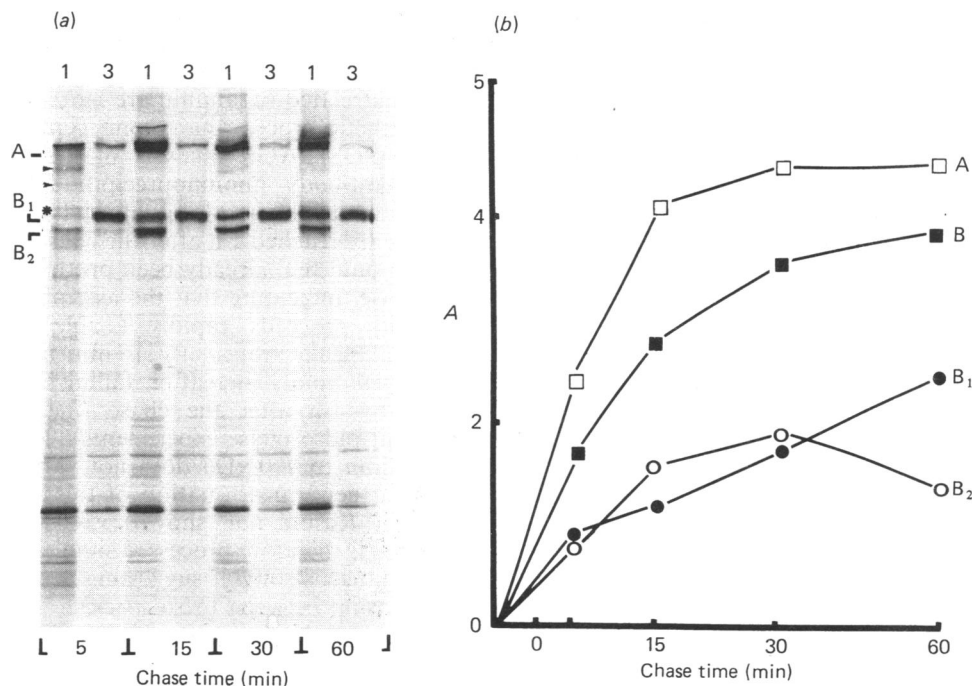 (a)
1 3 1 3 1 3 1 3
A
B1
*
B2
5 15 30 60
Chase time (min)
(b)
5
4
A
2
0
A
B
B1
B2
0 15 30 60
Chase time (min)